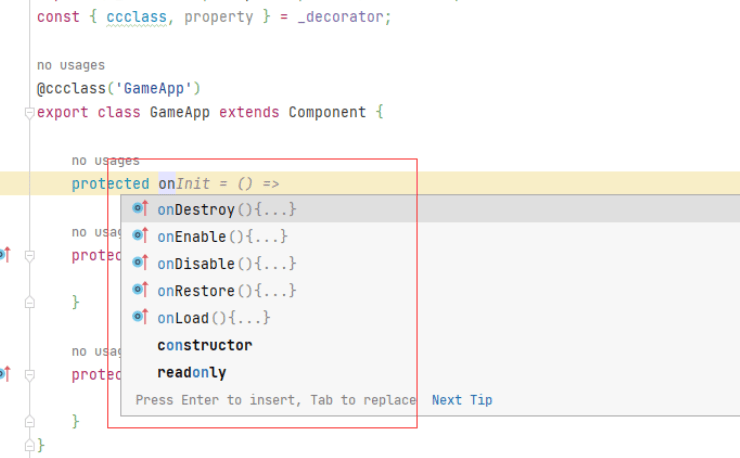 const { ccclass, property } = _decorator;
no usages
@ccclass('GameApp')
export class GameApp extends Component {
no usages
protected onInit = () =>
onDestroy(){...}
no usag
onEnable(){...}
protec
onDisable(){...}
onRestore(){...}
}
onLoad(){...}
constructor
no usag
readonly
protec
Press Enter to insert, Tab to replace Next Tip
}
}